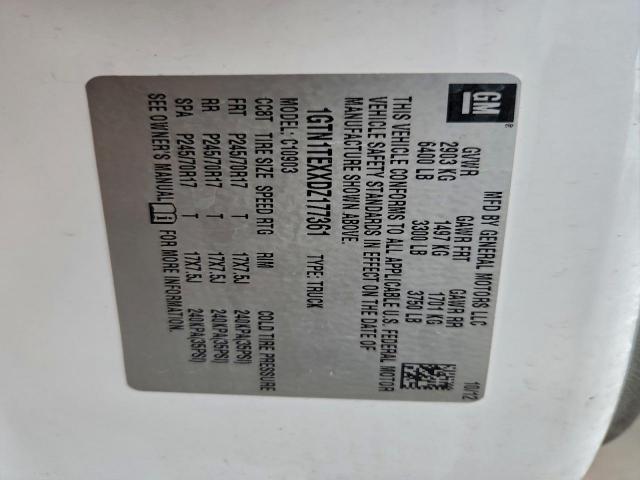 GM
®
MFD BY GENERAL MOTORS LLC 10/12
GVWR GAWR FRT GAWR RR
2903 KG 1497 KG 1701 KG
6400 LB 3300 LB 3750 LB
THIS VEHICLE CONFORMS TO ALL APPLICABLE U.S. FEDERAL MOTOR
VEHICLE SAFETY STANDARDS IN EFFECT ON THE DATE OF
MANUFACTURE SHOWN ABOVE.
1GTN1TEXXDZ177361 TYPE: TRUCK
MODEL: C10903
CC8T TIRE SIZE SPEED RTG RIM COLD TIRE PRESSURE
FRT P245/70R17 T 17X7.5J 240KPA(35PSI)
RR P245/70R17 T 17X7.5J 240KPA(35PSI)
SPA P245/70R17 T 17X7.5J 240KPA(35PSI)
SEE OWNER'S MANUAL FOR MORE INFORMATION.